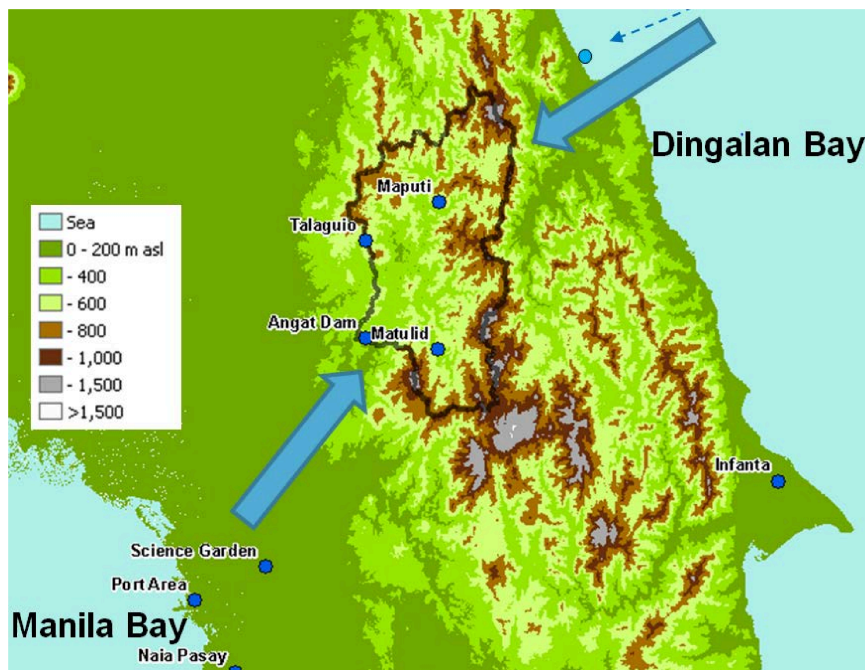 Dingalan Bay
Maputi
Talaguio
Sea
0 - 200 m asl
- 400
- 600
- 800
- 1,000
- 1,500
>1,500
Angat Dam
Matulid
Infanta
Science Garden
Port Area
Manila Bay
Naia Pasay